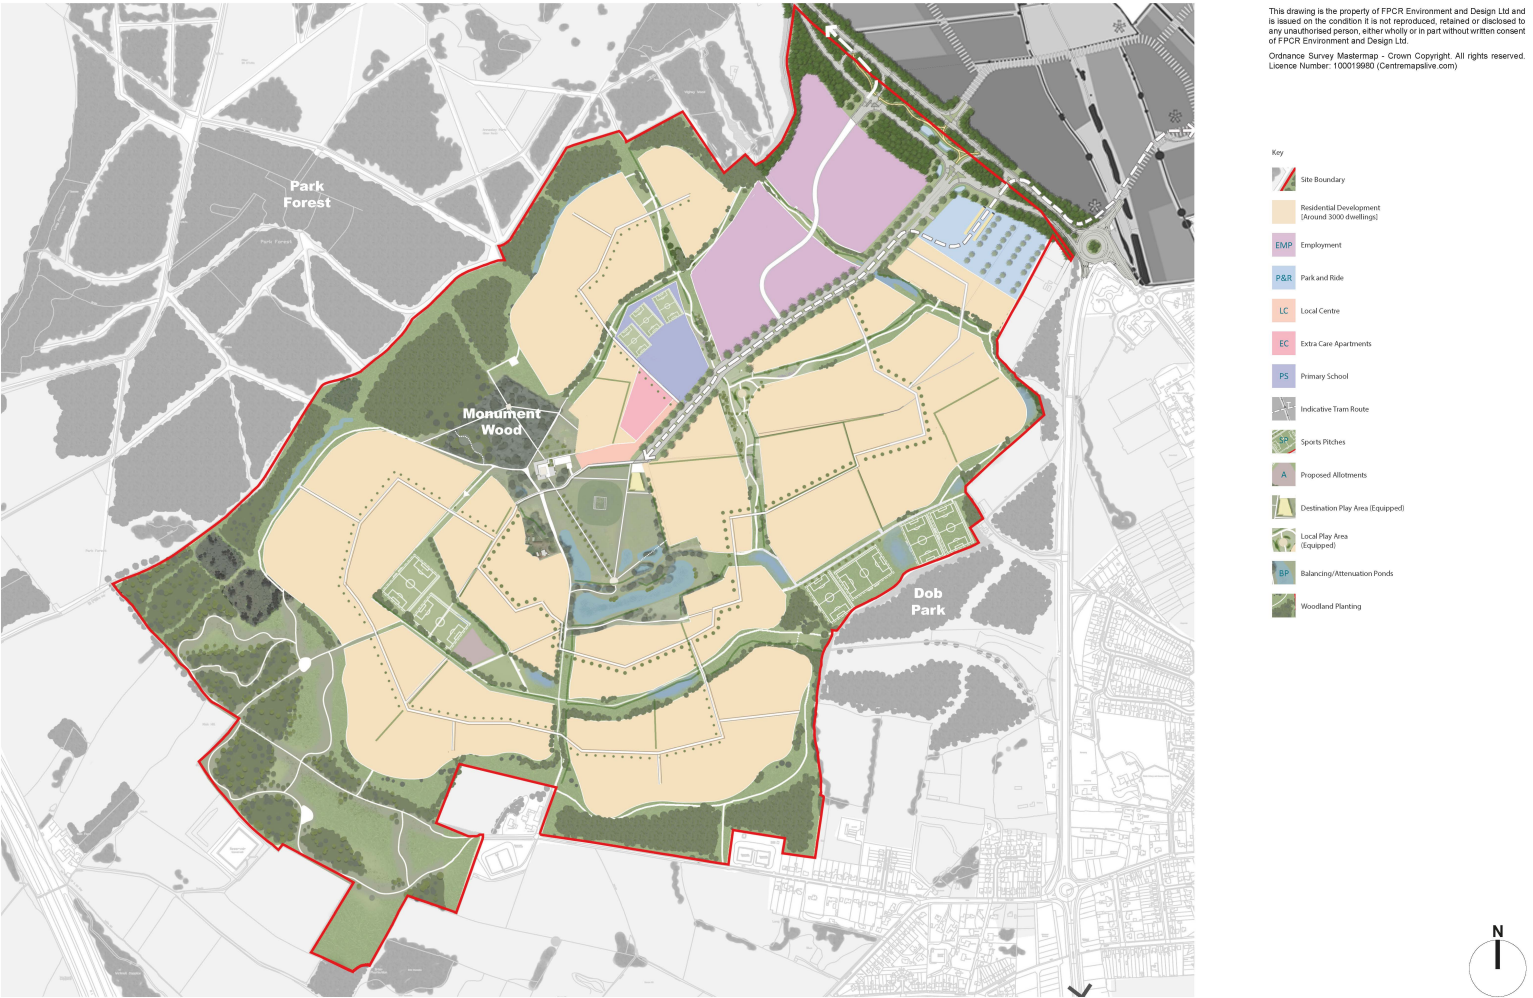 This drawing is the property of FPCR Environment and Design Ltd and
is issued on the condition it is not reproduced, retained or disclosed to
any unauthorised person, either wholly or in part without written consent
of FPCR Environment and Design Ltd.
Ordnance Survey Mastermap - Crown Copyright. All rights reserved.
Licence Number: 100019980 (Centremapslive.com)
Key
Site Boundary
Residential Development
[Around 3000 dwellings]
EMP Employment
P&R Park and Ride
LC Local Centre
EC Extra Care Apartments
PS Primary School
Indicative Tram Route
SP Sports Pitches
A Proposed Allotments
Destination Play Area (Equipped)
Local Play Area
(Equipped)
BP Balancing/Attenuation Ponds
Woodland Planting
Park
Forest
Park Forest
Monument
Wood
Dob
Park
N